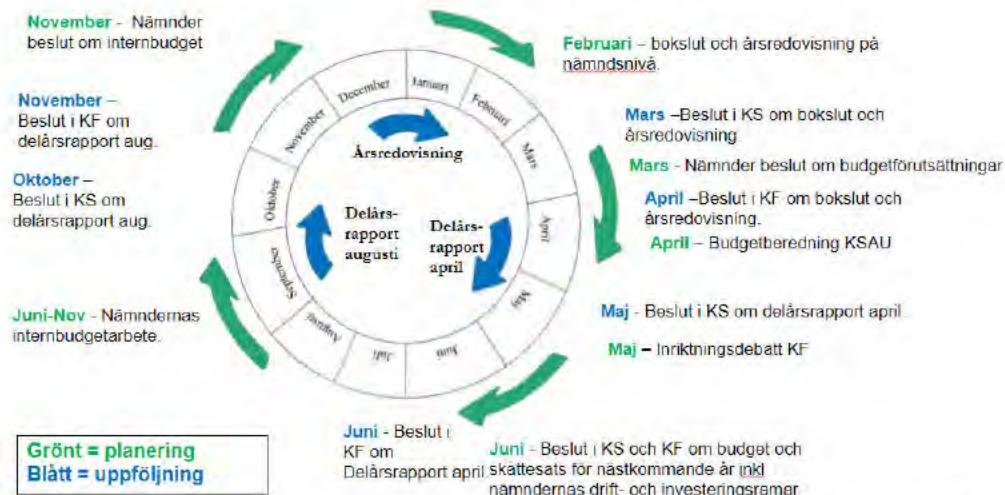 November - Nämnder
beslut om internbudget
November –
Beslut i KF om
delårsrapport aug.
Oktober –
Beslut i KS om
delårsrapport aug.
Juni-Nov - Nämndernas
internbudgetarbete.
Grönt = planering
Blått = uppföljning
Januari
Februari
Mars
April
Maj
Juni
Juli
Augusti
September
Oktober
November
December
Årsredovisning
Delårs-
rapport
april
Delårs-
rapport
augusti
Februari – bokslut och årsredovisning på
nämndsnivå.
Mars –Beslut i KS om bokslut och
årsredovisning
Mars - Nämnder beslut om budgetförutsättningar
April –Beslut i KF om bokslut och
årsredovisning.
April – Budgetberedning KSAU
Maj - Beslut i KS om delårsrapport april
Maj – Inriktningsdebatt KF
Juni - Beslut i
KF om
Delårsrapport april
Juni - Beslut i KS och KF om budget och
skattesats för nästkommande år inkl
nämndernas drift- och investeringsramar